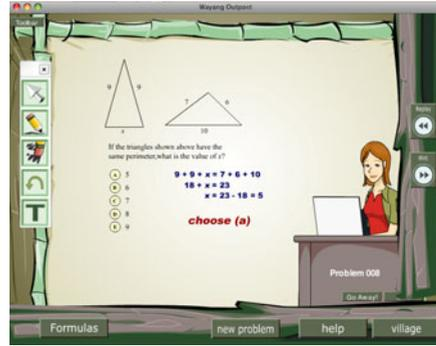 Wayang Outpost
Toolbar
9 9
x
7 6
10
If the triangles shown above have the
same perimeter,what is the value of x?
A 5
B 6
C 7
D 8
E 9
9 + 9 + x = 7 + 6 + 10
18 + x = 23
x = 23 - 18 = 5
choose (a)
Replay
Hint
Problem 008
Go Away!
Formulas
new problem
help
village